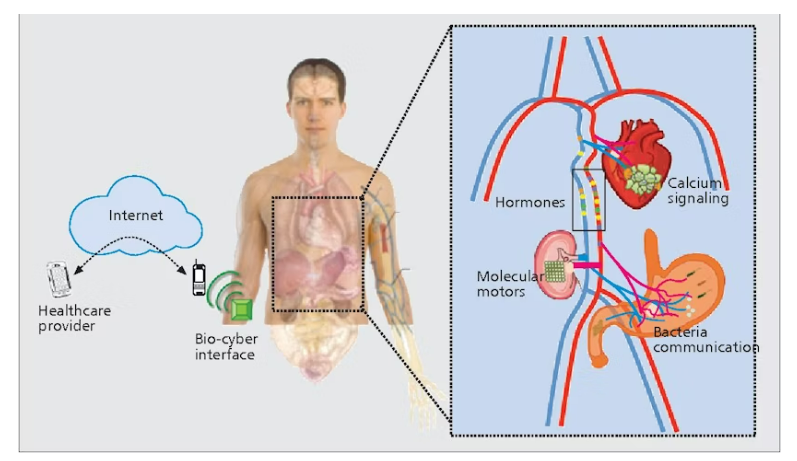 Internet
Healthcare
provider
Bio-cyber
interface
Hormones
Calcium
signaling
Molecular
motors
Bacteria
communication